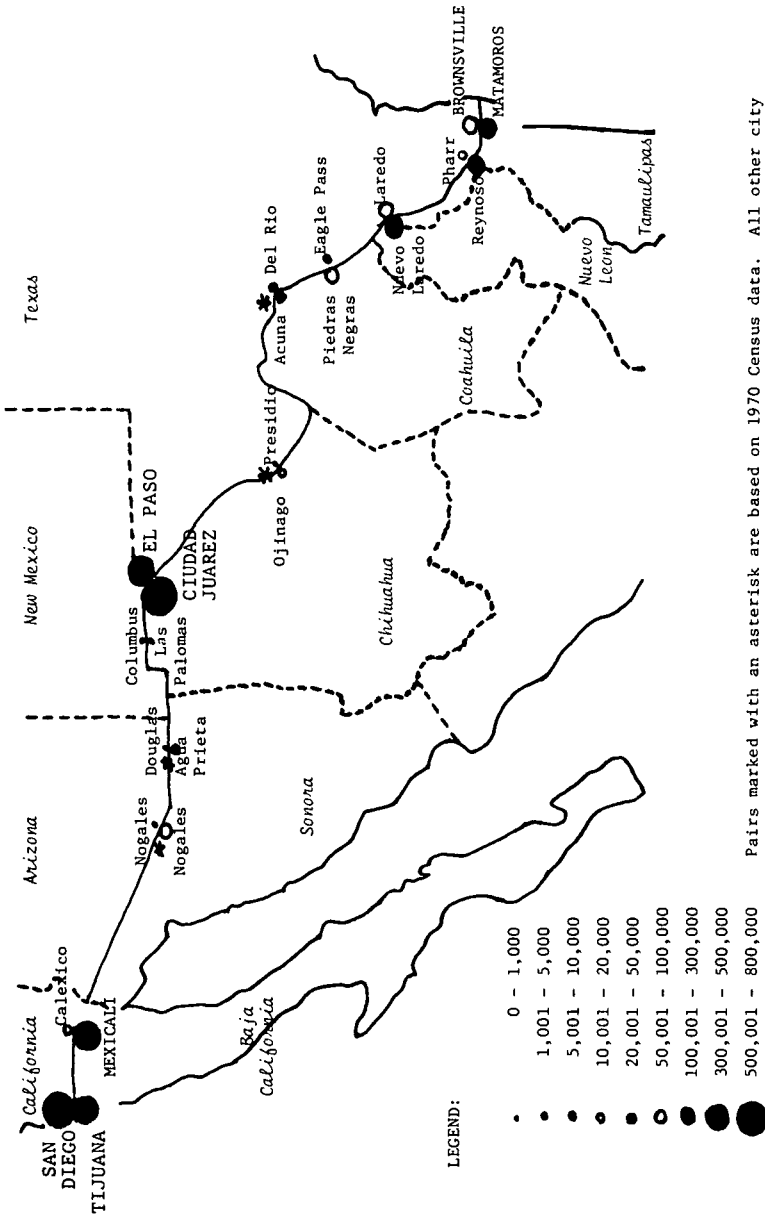 California
Arizona
New Mexico
Texas
SAN
DIEGO
TIJUANA
Calexico
MEXICALI
Nogales
Nogales
Douglas
Agua
Prieta
Columbus
Las
Palomas
EL PASO
CIUDAD
JUAREZ
Presidio
Ojinago
Del Rio
Acuna
Eagle Pass
Piedras
Negras
Laredo
Nuevo
Laredo
Pharr
Reynoso
BROWNSVILLE
MATAMOROS
Baja
California
Sonora
Chihuahua
Coahuila
Nuevo
Leon
Tamaulipas
LEGEND:
0 - 1,000
1,001 - 5,000
5,001 - 10,000
10,001 - 20,000
20,001 - 50,000
50,001 - 100,000
100,001 - 300,000
300,001 - 500,000
500,001 - 800,000
Pairs marked with an asterisk are based on 1970 Census data. All other city